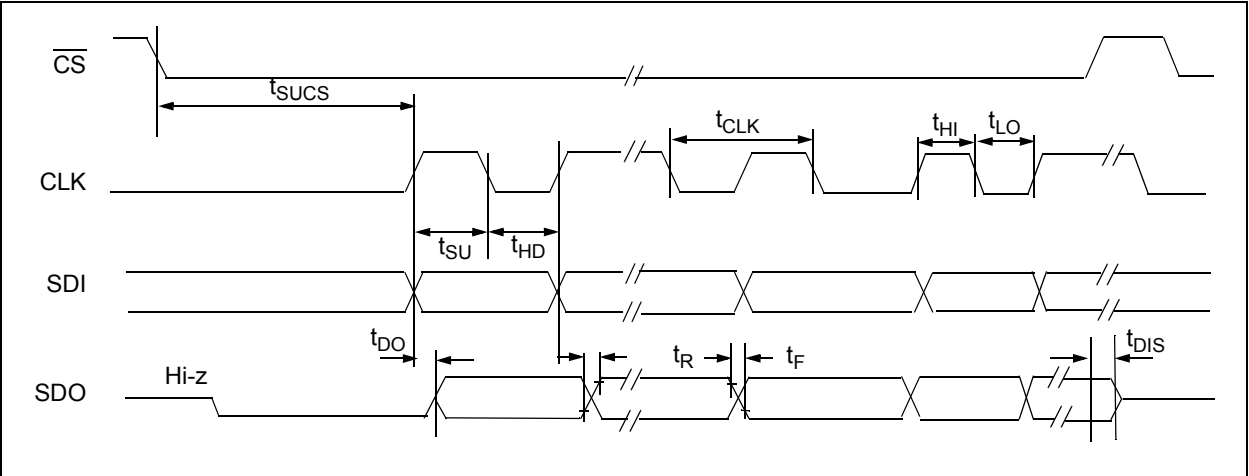 CS
tSUCS
tCLK
tHI
tLO
CLK
tSU
tHD
SDI
tDO
tR
tF
tDIS
Hi-z
SDO